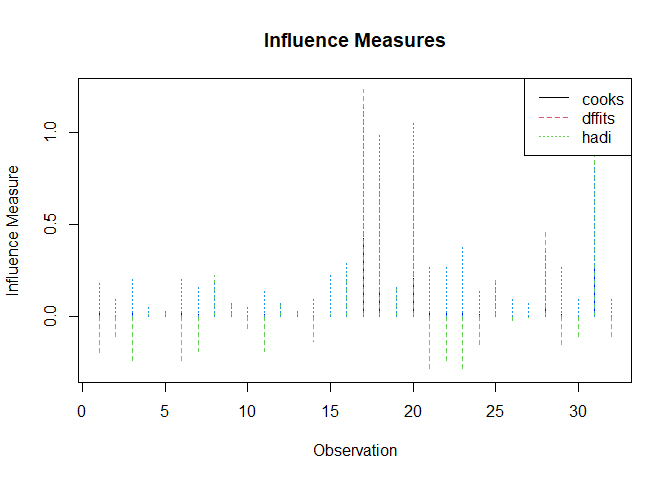 Influence Measures
cooks
dffits
hadi
Influence Measure
1.0
0.5
0.0
0 5 10 15 20 25 30
Observation